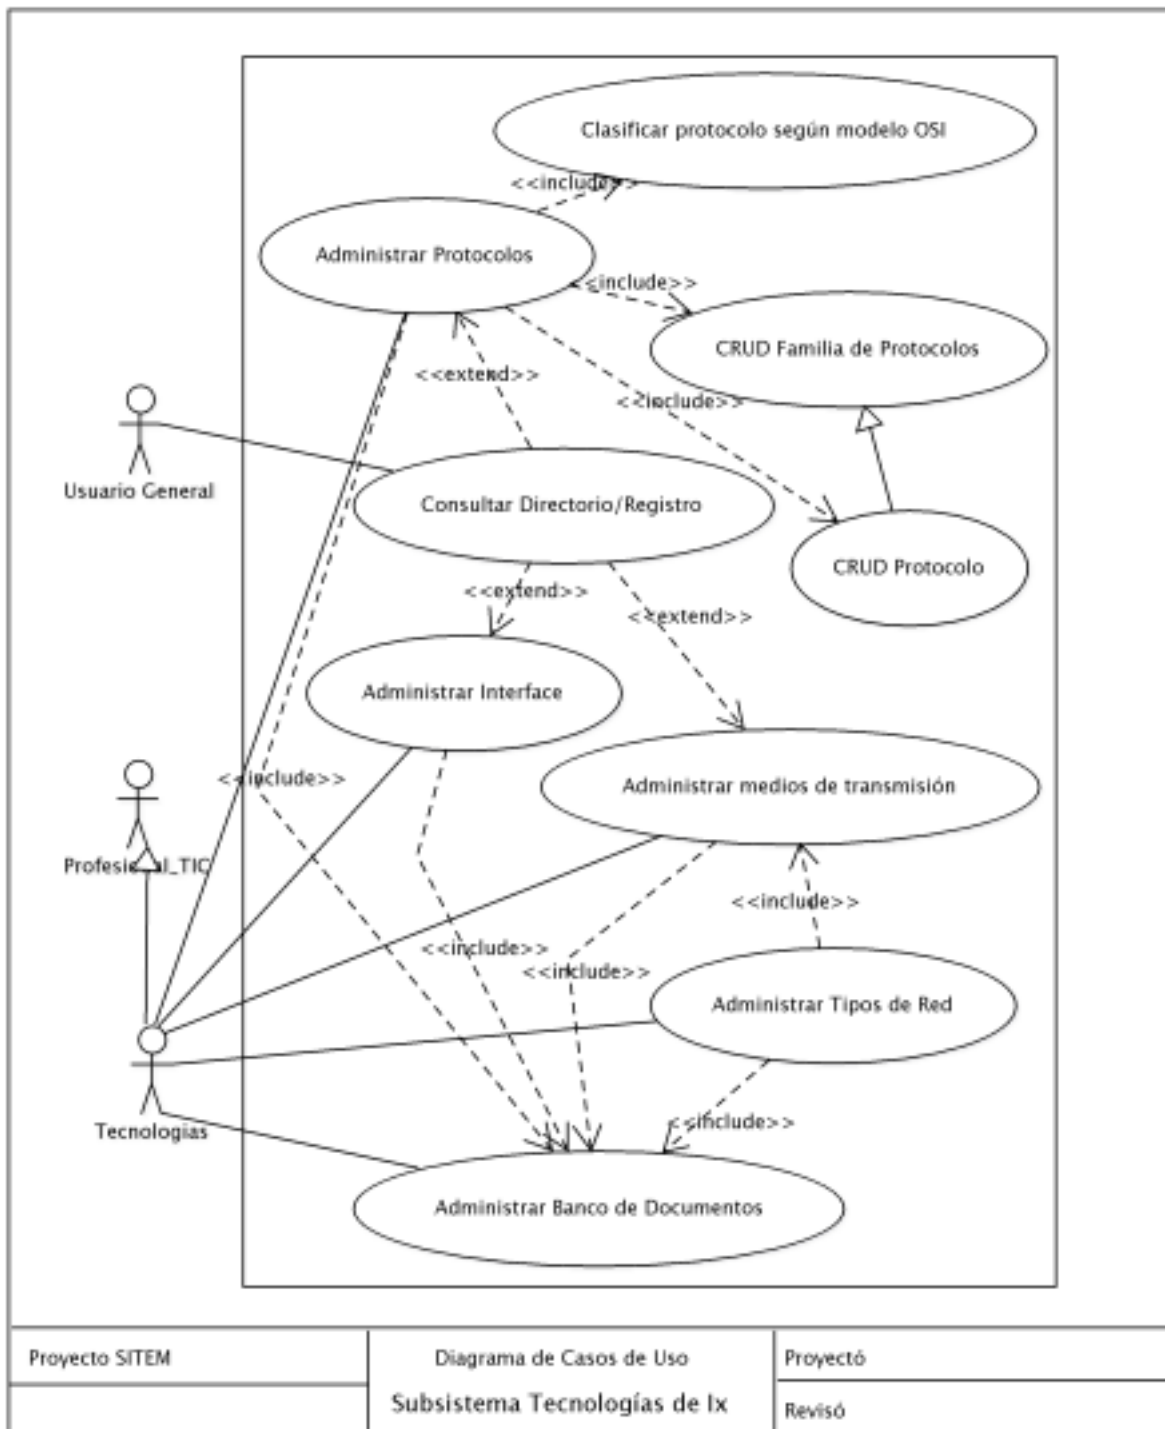 Clasificar protocolo según modelo OSI
<<include>>
Administrar Protocolos
<<include>>
CRUD Familia de Protocolos
<<extend>>
<<include>>
Usuario General
Consultar Directorio/Registro
CRUD Protocolo
<<extend>>
<<extend>>
Administrar Interface
<<include>>
Administrar medios de transmisión
Profesional_TIC
<<include>>
<<include>>
<<include>>
Administrar Tipos de Red
<<include>>
Tecnologías
Administrar Banco de Documentos
Proyecto SITEM
Diagrama de Casos de Uso
Proyectó
Subsistema Tecnologías de Ix
Revisó